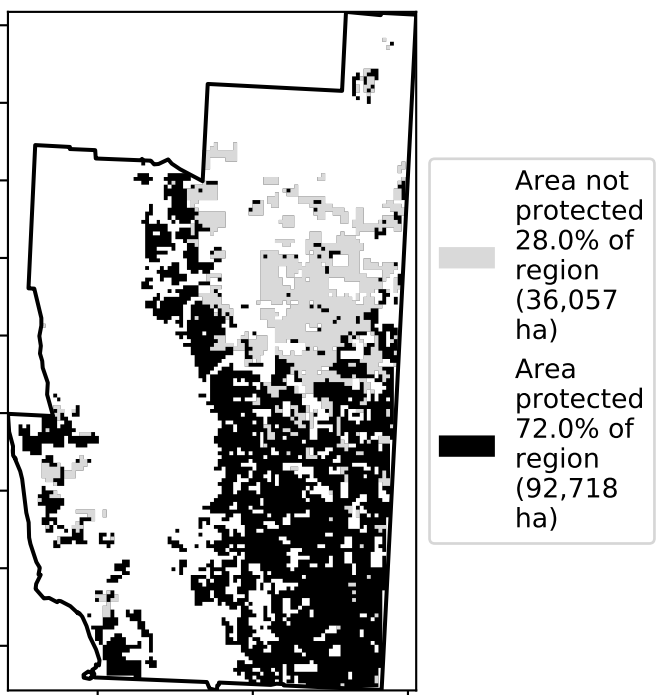 Area not
protected
28.0% of
region
(36,057
ha)
Area
protected
72.0% of
region
(92,718
ha)